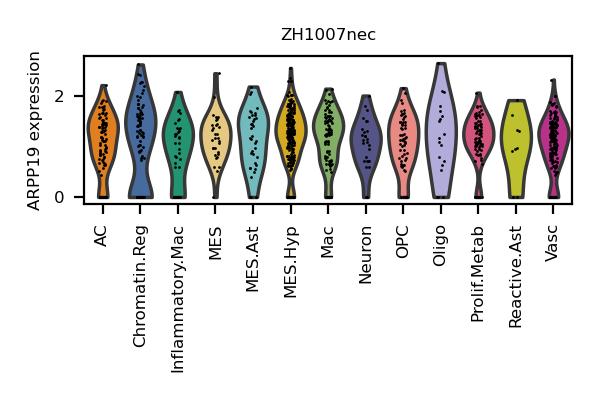 ZH1007nec
ARPP19 expression
2
0
AC
Chromatin.Reg
Inflammatory.Mac
MES
MES.Ast
MES.Hyp
Mac
Neuron
OPC
Oligo
Prolif.Metab
Reactive.Ast
Vasc